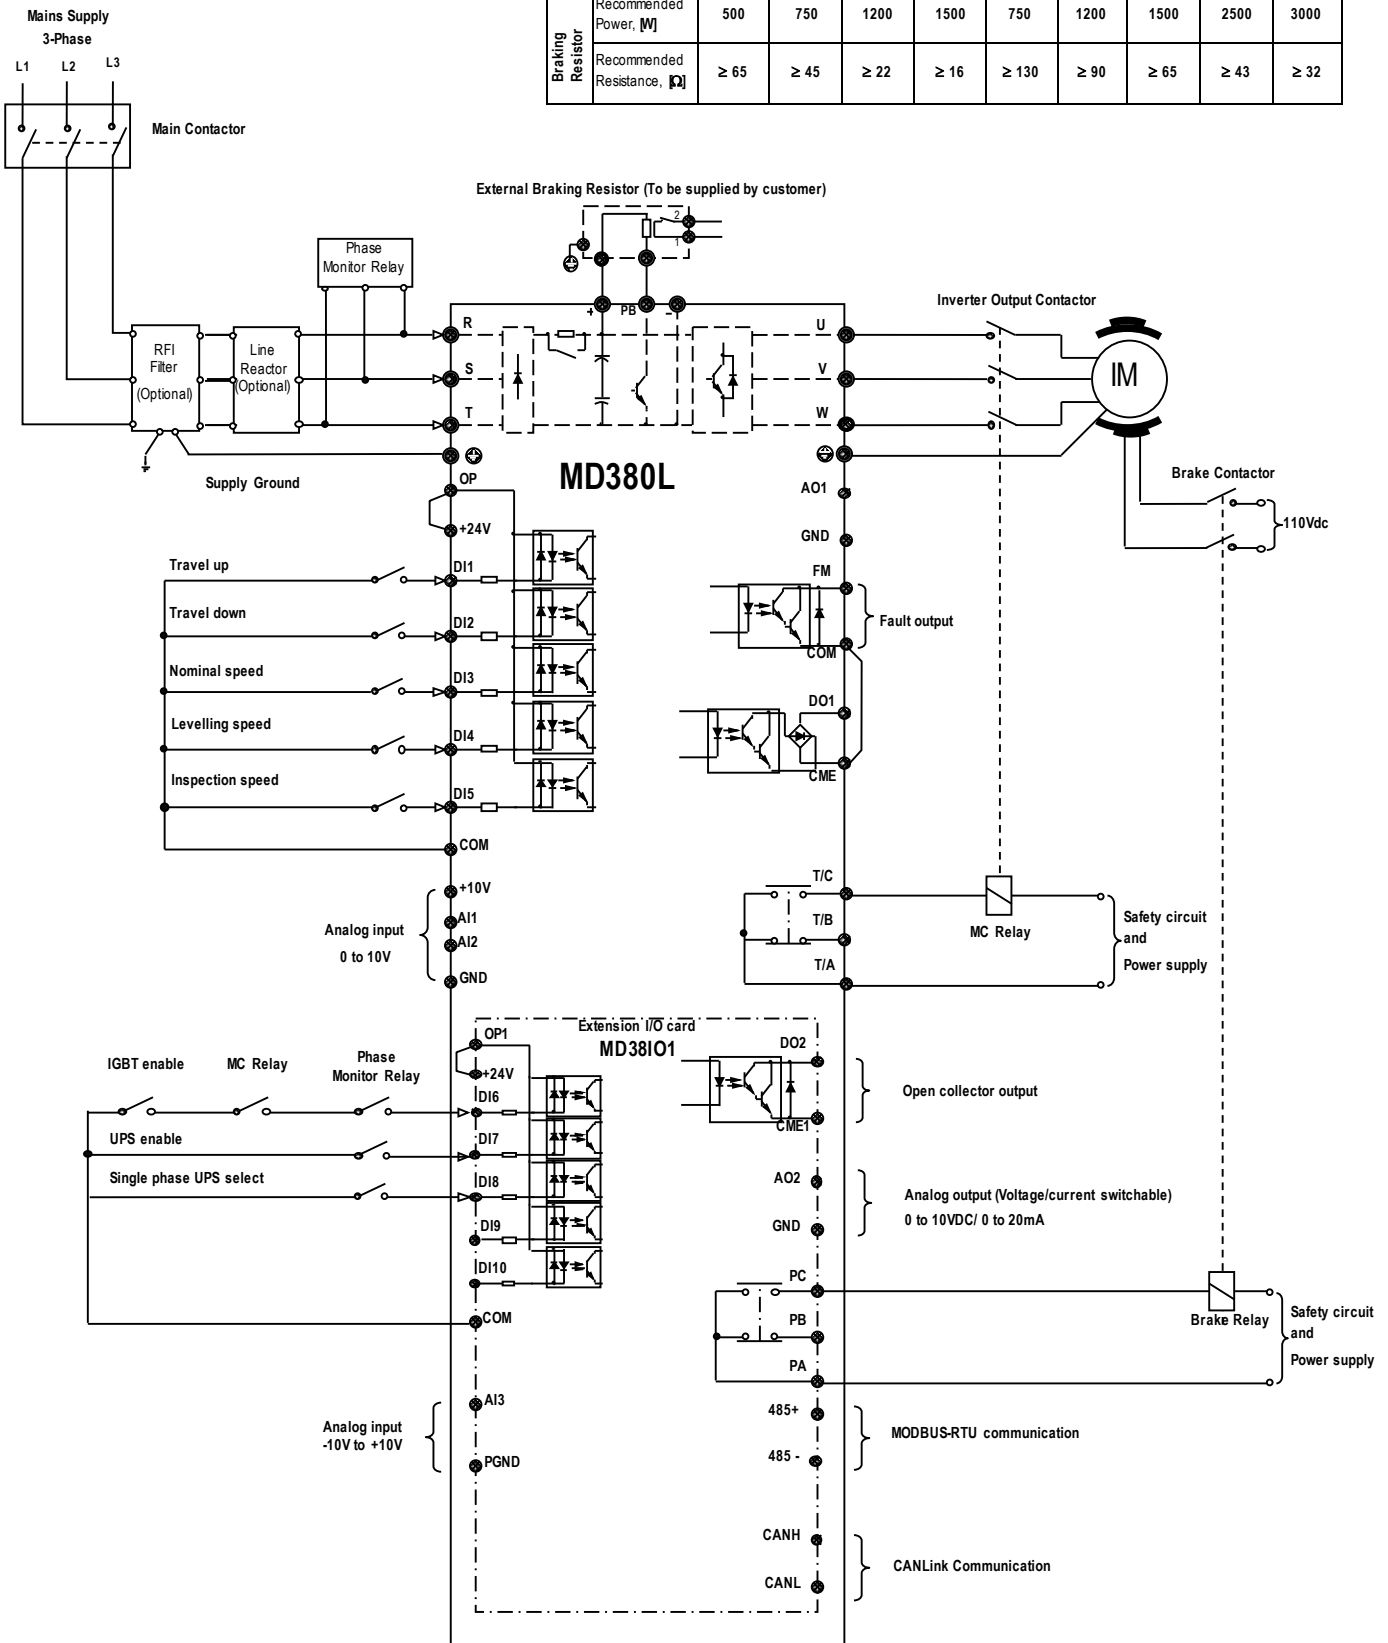 Mains Supply
3-Phase
L1 L2 L3
Main Contactor
Braking
Resistor
Recommended
Power, [W] 500 750 1200 1500 750 1200 1500 2500 3000
Recommended
Resistance, [Ω] ≥ 65 ≥ 45 ≥ 22 ≥ 16 ≥ 130 ≥ 90 ≥ 65 ≥ 43 ≥ 32
External Braking Resistor (To be supplied by customer)
2
1
Phase
Monitor Relay
+ PB -
Inverter Output Contactor
RFI
Filter
(Optional)
Line
Reactor
(Optional)
R
S
T
U
V
W
IM
Supply Ground
MD380L
Brake Contactor
110Vdc
OP
+24V
Travel up
DI1
Travel down
DI2
Nominal speed
DI3
Levelling speed
DI4
Inspection speed
DI5
COM
+10V
AI1
AI2
GND
Analog input
0 to 10V
AO1
GND
FM
COM
Fault output
DO1
CME
T/C
T/B
T/A
MC Relay
Safety circuit
and
Power supply
Extension I/O card
MD38IO1
OP1
+24V
IGBT enable
MC Relay
Phase
Monitor Relay
DI6
UPS enable
DI7
Single phase UPS select
DI8
DI9
DI10
COM
AI3
PGND
Analog input
-10V to +10V
DO2
CME1
Open collector output
AO2
GND
Analog output (Voltage/current switchable)
0 to 10VDC/ 0 to 20mA
PC
PB
PA
Brake Relay
Safety circuit
and
Power supply
485+
485 -
MODBUS-RTU communication
CANH
CANL
CANLink Communication